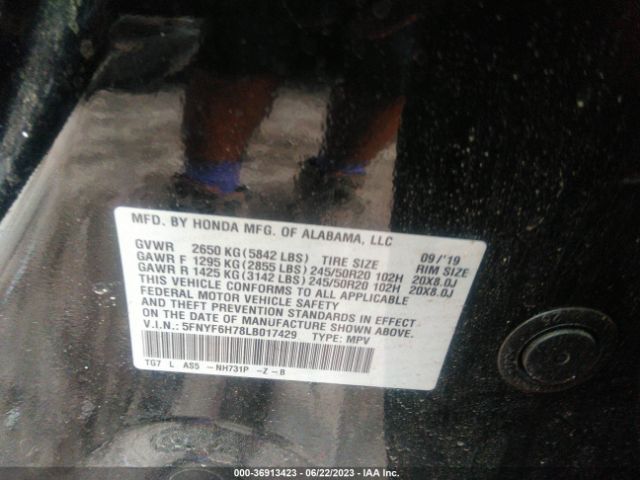 MFD. BY HONDA MFG. OF ALABAMA, LLC
GVWR 2650 KG (5842 LBS) TIRE SIZE 09/'19 RIM SIZE
GAWR F 1295 KG (2855 LBS) 245/50R20 102H 20X8.0J
GAWR R 1425 KG (3142 LBS) 245/50R20 102H 20X8.0J
THIS VEHICLE CONFORMS TO ALL APPLICABLE
FEDERAL MOTOR VEHICLE SAFETY
AND THEFT PREVENTION STANDARDS IN EFFECT
ON THE DATE OF MANUFACTURE SHOWN ABOVE.
V.I.N.: 5FNYF6H78LB017429 TYPE: MPV
TG7 L AS5 -NH731P -Z -B
000-36913423 - 06/22/2023 - IAA Inc.